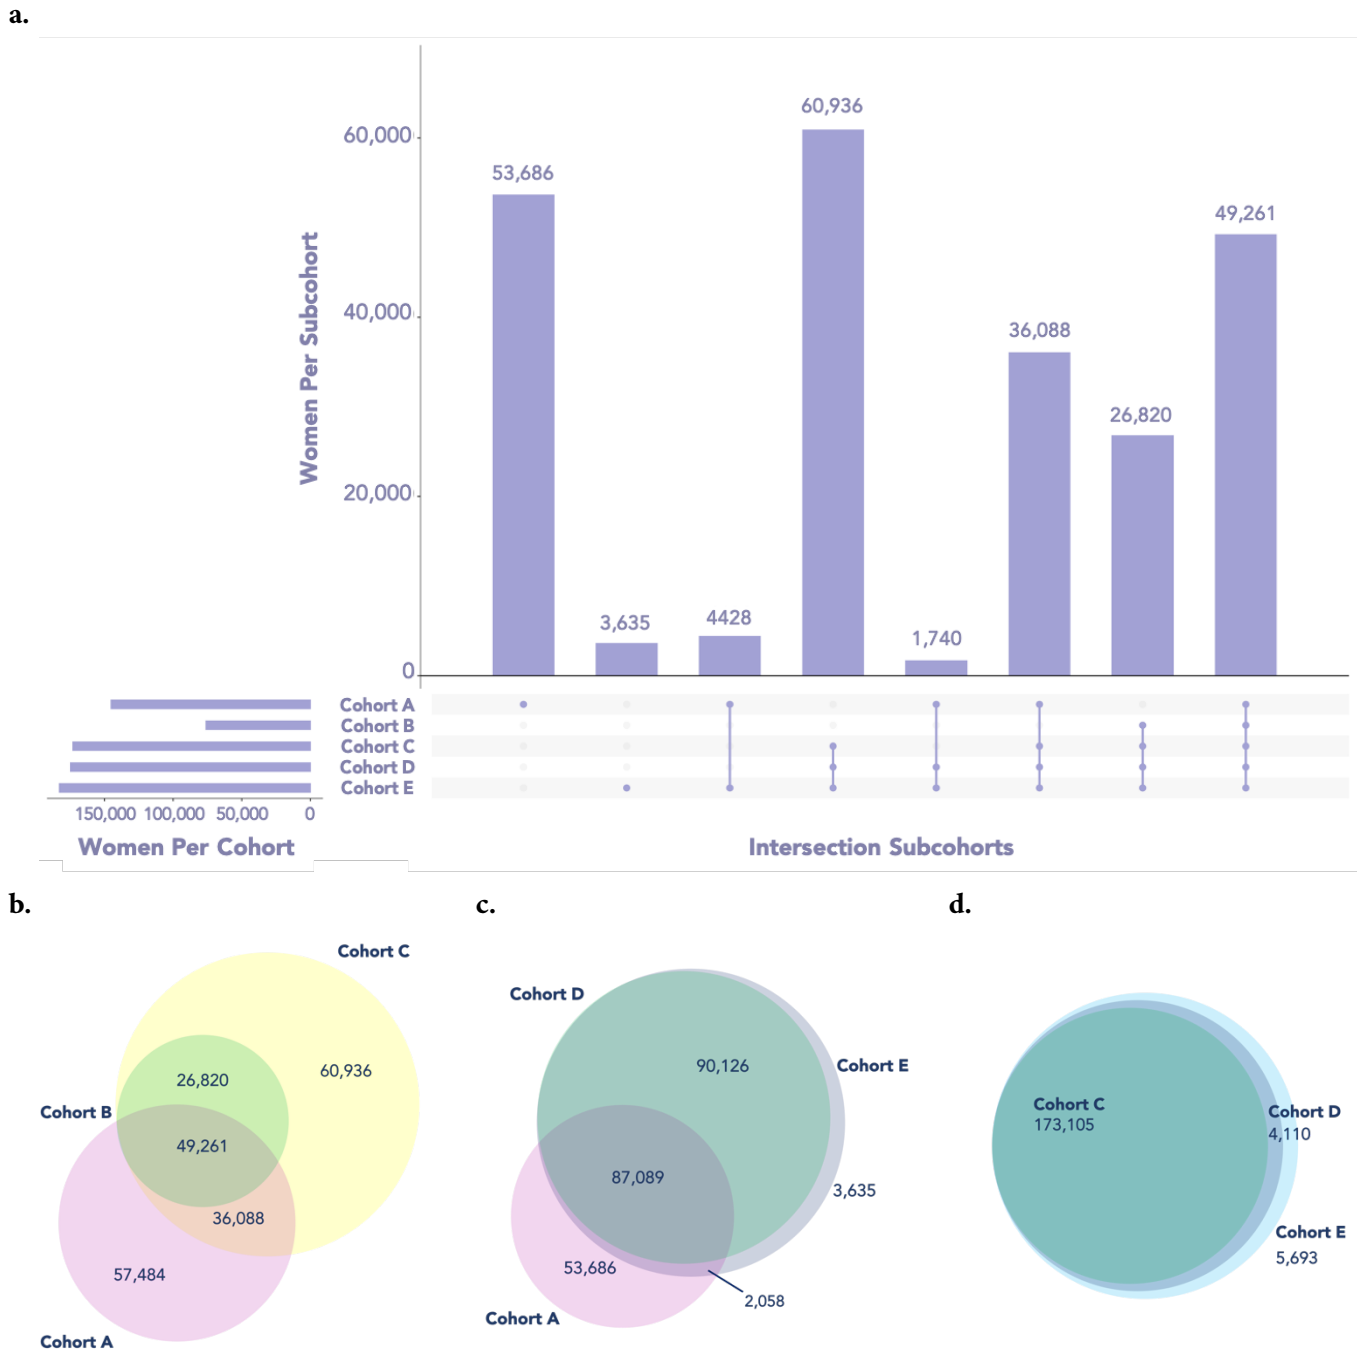 a.
60,936
60,000
53,686
49,261
Women Per Subcohort
40,000
36,088
26,820
20,000
3,635
4428
1,740
0
Cohort A
Cohort B
Cohort C
Cohort D
Cohort E
150,000 100,000 50,000 0
Women Per Cohort
Intersection Subcohorts
b.
Cohort C
26,820
60,936
Cohort B
49,261
36,088
57,484
Cohort A
c.
Cohort D
90,126
Cohort E
87,089
3,635
53,686
2,058
Cohort A
d.
Cohort C
173,105
Cohort D
4,110
Cohort E
5,693